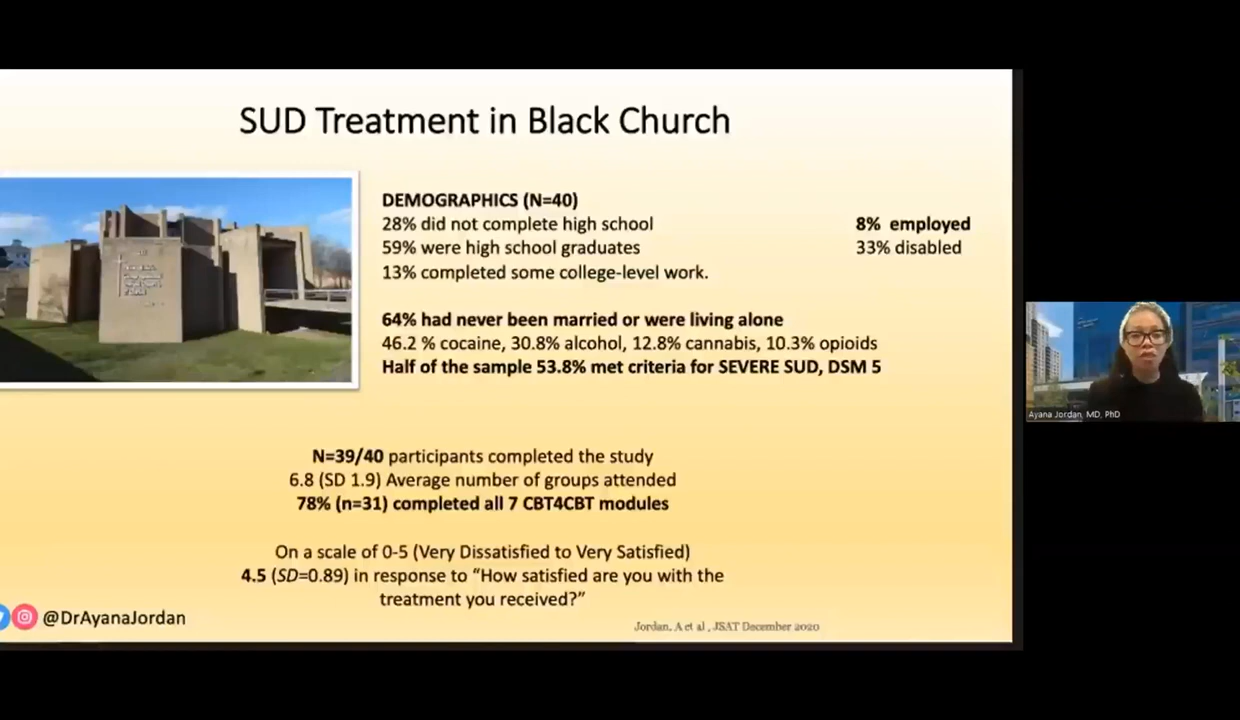 SUD Treatment in Black Church
DEMOGRAPHICS (N=40)
28% did not complete high school
59% were high school graduates
13% completed some college-level work.
8% employed
33% disabled
64% had never been married or were living alone
46.2 % cocaine, 30.8% alcohol, 12.8% cannabis, 10.3% opioids
Half of the sample 53.8% met criteria for SEVERE SUD, DSM 5
N=39/40 participants completed the study
6.8 (SD 1.9) Average number of groups attended
78% (n=31) completed all 7 CBT4CBT modules
On a scale of 0-5 (Very Dissatisfied to Very Satisfied)
4.5 (SD=0.89) in response to “How satisfied are you with the
treatment you received?”
@DrAyanaJordan
Jordan, A et al , JSAT December 2020
Ayana Jordan, MD, PhD